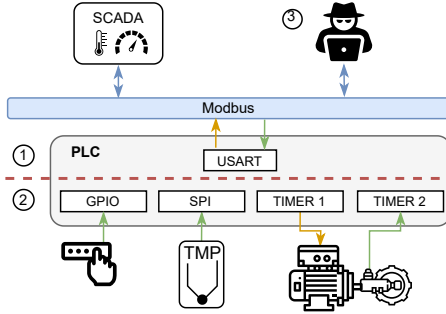 SCADA
3
Modbus
1
PLC
USART
2
GPIO
SPI
TIMER 1
TIMER 2
TMP